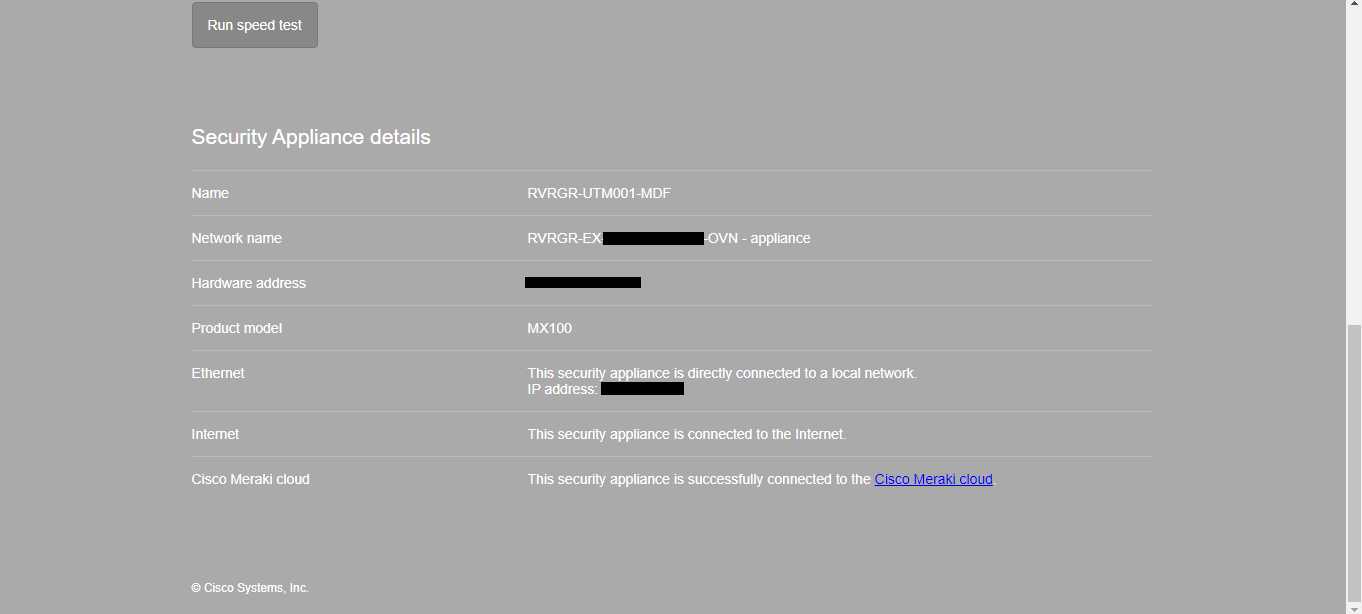 Run speed test
Security Appliance details
Name RVRGR-UTM001-MDF
Network name RVRGR-EX- -OVN - appliance
Hardware address
Product model MX100
Ethernet This security appliance is directly connected to a local network.
IP address:
Internet This security appliance is connected to the Internet.
Cisco Meraki cloud This security appliance is successfully connected to the Cisco Meraki cloud.
© Cisco Systems, Inc.